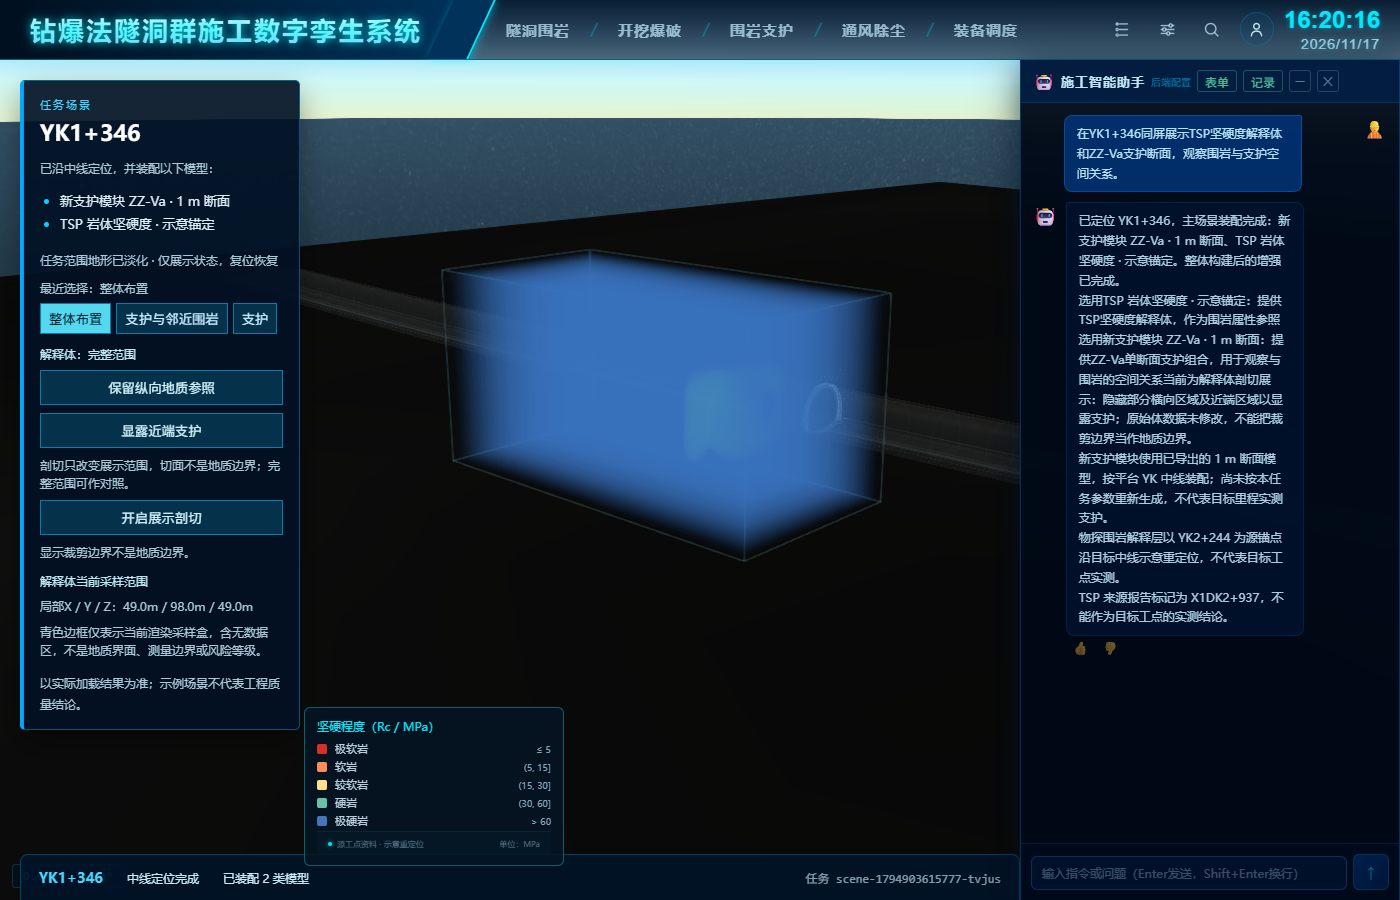 钻爆法隧洞群施工数字孪生系统
隧洞围岩 / 开挖爆破 / 围岩支护 / 通风除尘 / 装备调度
16:20:16
2026/11/17
任务场景
YK1+346
已沿中线定位，并装配以下模型：
新支护模块 ZZ-Va · 1 m 断面
TSP 岩体坚硬度 · 示意锚定
任务范围地形已淡化 · 仅展示状态，复位恢复
最近选择：整体布置
整体布置 支护与邻近围岩 支护
解释体：完整范围
保留纵向地质参照
显露近端支护
剖切只改变展示范围，切面不是地质边界；完
整范围可作对照。
开启展示剖切
显示裁剪边界不是地质边界。
解释体当前采样范围
局部X / Y / Z：49.0m / 98.0m / 49.0m
青色边框仅表示当前渲染采样盒，含无数据
区，不是地质界面、测量边界或风险等级。
以实际加载结果为准；示例场景不代表工程质
量结论。
坚硬程度（Rc / MPa）
极软岩 ≤ 5
软岩 (5, 15]
较软岩 (15, 30]
硬岩 (30, 60]
极硬岩 > 60
源工点资料 · 示意重定位 单位：MPa
YK1+346 中线定位完成 已装配 2 类模型 任务 scene-1794903615777-tvjus
施工智能助手 后端配置 表单 记录
在YK1+346同屏展示TSP坚硬度解释体
和ZZ-Va支护断面，观察围岩与支护空
间关系。
已定位 YK1+346，主场景装配完成：新
支护模块 ZZ-Va · 1 m 断面、TSP 岩体
坚硬度 · 示意锚定。整体构建后的增强
已完成。
选用TSP 岩体坚硬度 · 示意锚定：提供
TSP坚硬度解释体，作为围岩属性参照
选用新支护模块 ZZ-Va · 1 m 断面：提
供ZZ-Va单断面支护组合，用于观察与
围岩的空间关系当前为解释体剖切展
示：隐藏部分横向区域及近端区域以显
露支护；原始体数据未修改，不能把裁
剪边界当作地质边界。
新支护模块使用已导出的 1 m 断面模
型，按平台 YK 中线装配；尚未按本任
务参数重新生成，不代表目标里程实测
支护。
物探围岩解释层以 YK2+244 为源锚点
沿目标中线示意重定位，不代表目标工
点实测。
TSP 来源报告标记为 X1DK2+937，不
能作为目标工点的实测结论。
输入指令或问题（Enter发送，Shift+Enter换行）